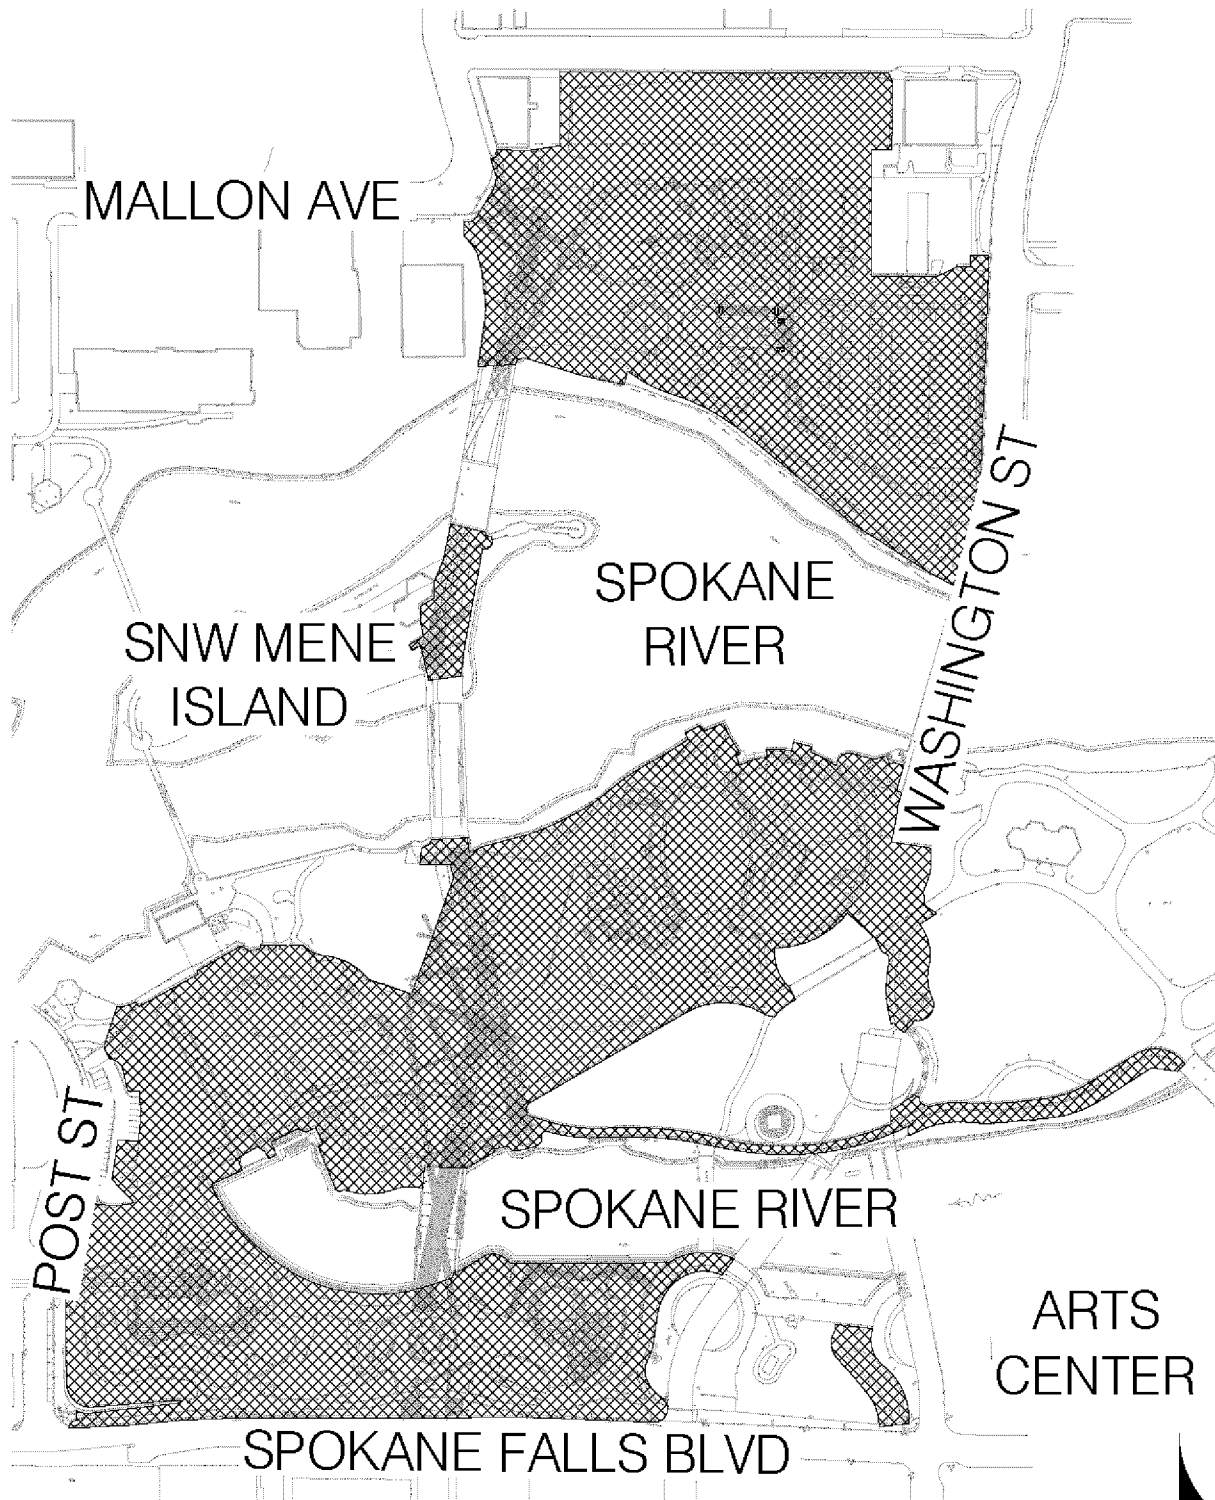 MALLON AVE
WASHINGTON ST
SPOKANE
RIVER
SNW MENE
ISLAND
POST ST
SPOKANE RIVER
ARTS
CENTER
SPOKANE FALLS BLVD